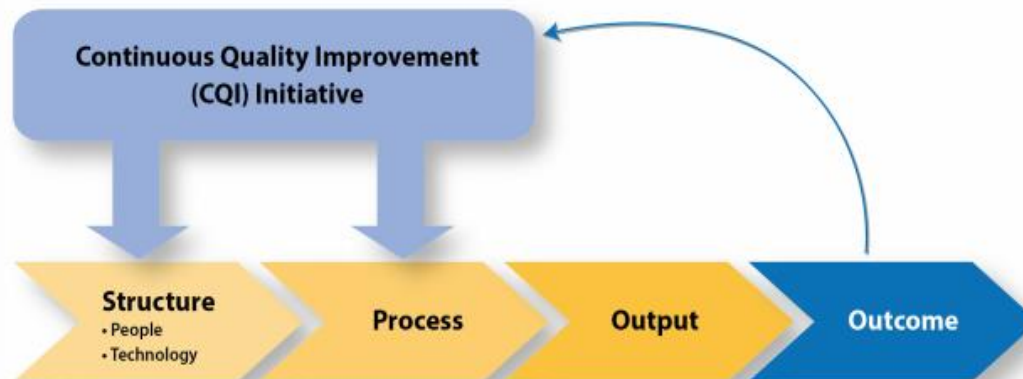 Continuous Quality Improvement
(CQI) Initiative
Structure
• People
• Technology
Process
Output
Outcome